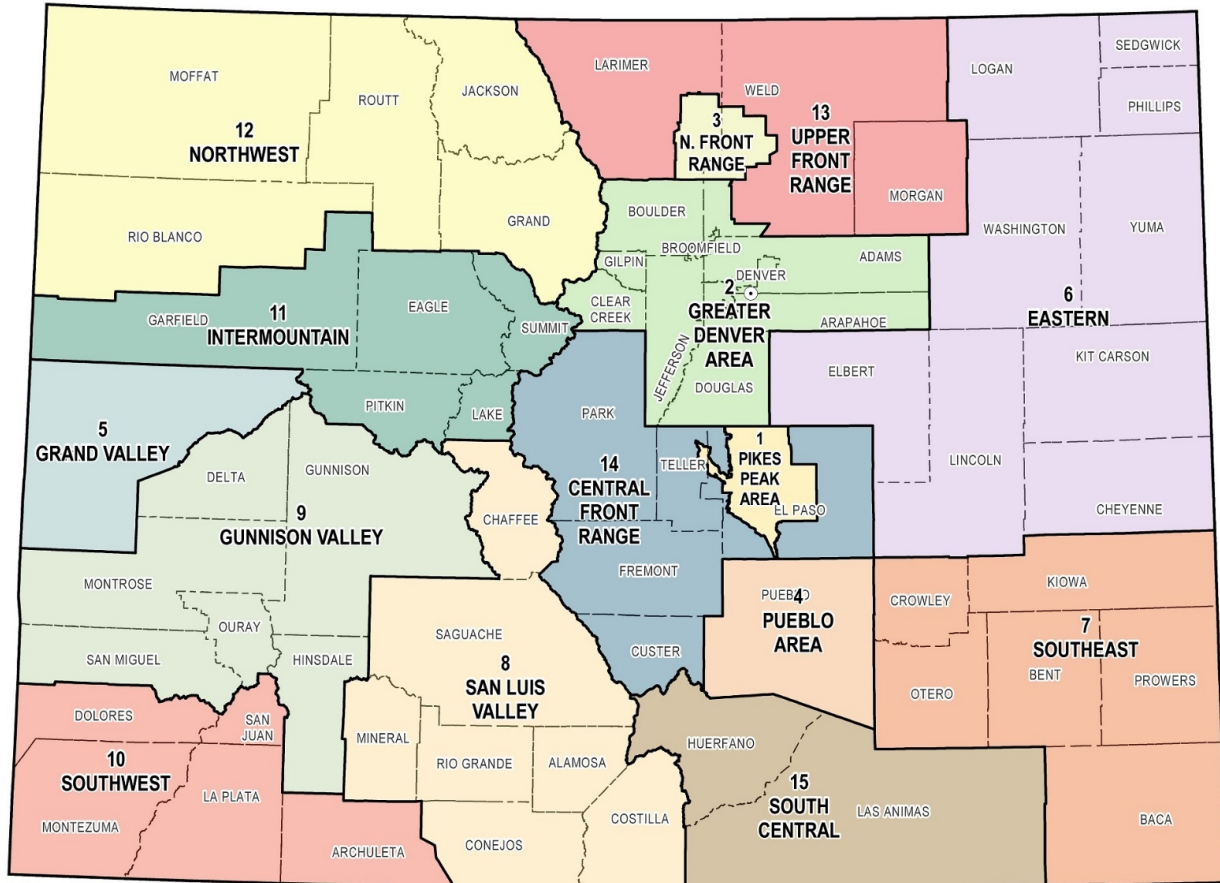 MOFFAT
ROUTT
JACKSON
12
NORTHWEST
RIO BLANCO
GRAND
LARIMER
WELD
3
N. FRONT
RANGE
13
UPPER
FRONT
RANGE
MORGAN
LOGAN
SEDGWICK
PHILLIPS
WASHINGTON
YUMA
6
EASTERN
KIT CARSON
ELBERT
LINCOLN
CHEYENNE
BOULDER
BROOMFIELD
GILPIN
DENVER
ADAMS
CLEAR
CREEK
2
GREATER
DENVER
AREA
ARAPAHOE
JEFFERSON
DOUGLAS
GARFIELD
11
INTERMOUNTAIN
EAGLE
SUMMIT
PITKIN
LAKE
5
GRAND VALLEY
DELTA
GUNNISON
9
GUNNISON VALLEY
MONTROSE
OURAY
SAN MIGUEL
HINSDALE
PARK
TELLER
14
CENTRAL
FRONT
RANGE
1
PIKES
PEAK
AREA
EL PASO
FREMONT
CUSTER
CHAFFEE
SAGUACHE
8
SAN LUIS
VALLEY
MINERAL
RIO GRANDE
ALAMOSA
CONEJOS
COSTILLA
PUEBLO
4
PUEBLO
AREA
CROWLEY
KIOWA
7
SOUTHEAST
OTERO
BENT
PROWERS
BACA
DOLORES
SAN
JUAN
10
SOUTHWEST
LA PLATA
MONTEZUMA
ARCHULETA
HUERFANO
15
SOUTH
CENTRAL
LAS ANIMAS